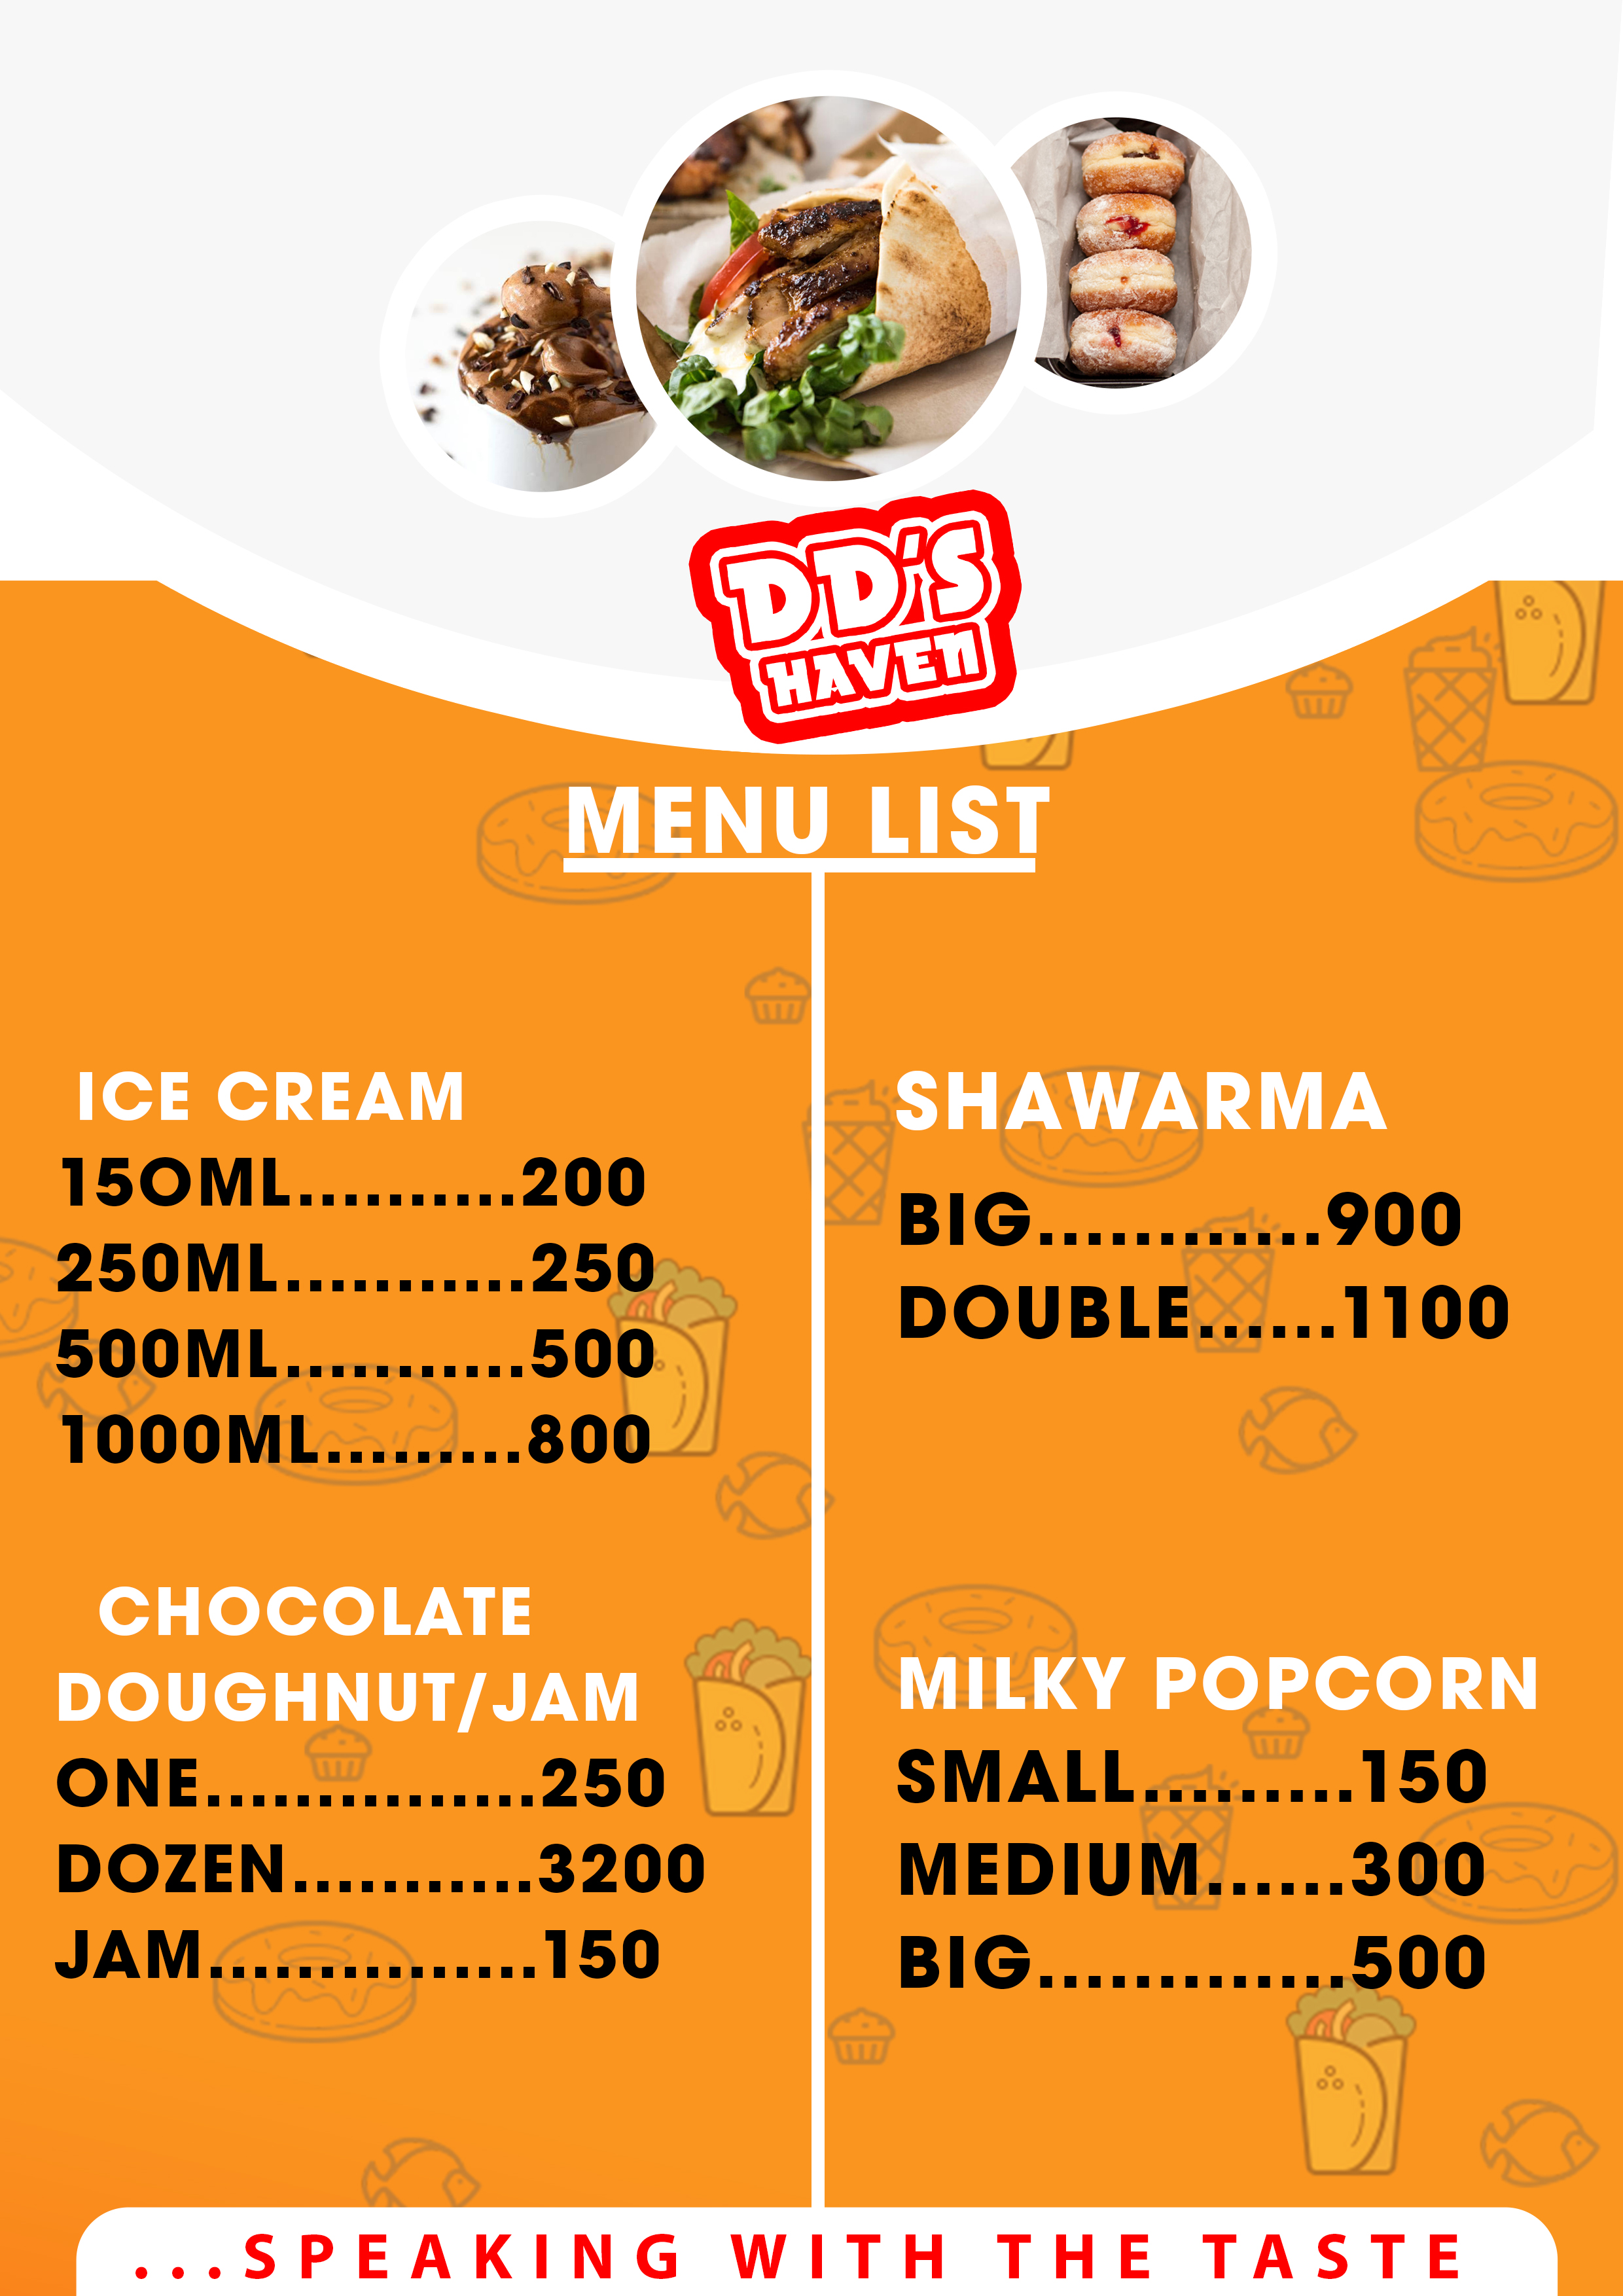 DD'S
HAVEN
MENU LIST
ICE CREAM
15OML..........200
250ML...........250
500ML...........500
1000ML.........800
CHOCOLATE
DOUGHNUT/JAM
ONE...............250
DOZEN...........3200
JAM...............150
SHAWARMA
BIG............900
DOUBLE......1100
MILKY POPCORN
SMALL.........150
MEDIUM......300
BIG.............500
...SPEAKING WITH THE TASTE